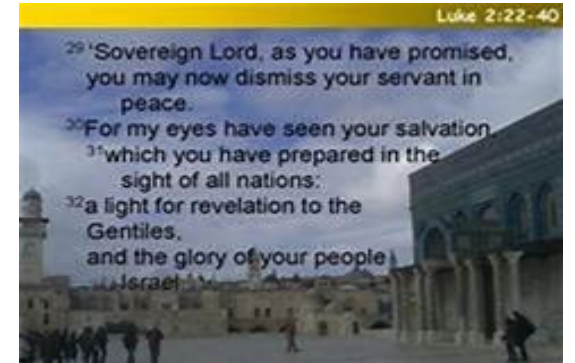 Luke 2:22-40
29 'Sovereign Lord, as you have promised,
you may now dismiss your servant in
peace.
30 For my eyes have seen your salvation,
31 which you have prepared in the
sight of all nations:
32 a light for revelation to the
Gentiles,
and the glory of your people
Israel